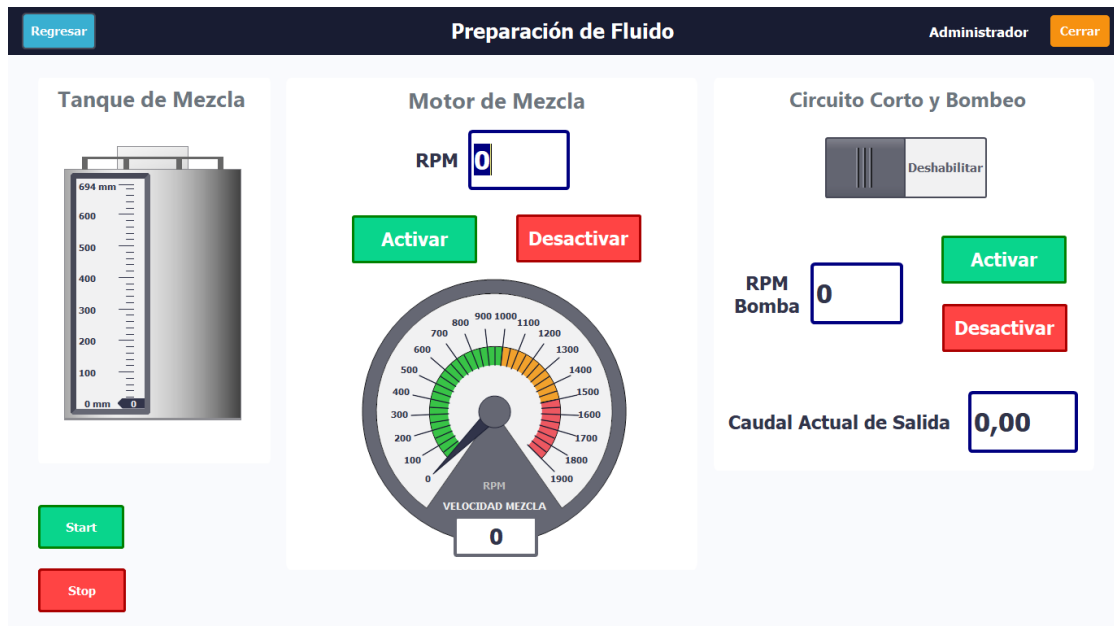 Regresar
Preparación de Fluido
Administrador
Cerrar
Tanque de Mezcla
694 mm
600
500
400
300
200
100
0 mm
0
Start
Stop
Motor de Mezcla
RPM
0
Activar
Desactivar
0
100
200
300
400
500
600
700
800
900
1000
1100
1200
1300
1400
1500
1600
1700
1800
1900
RPM
VELOCIDAD MEZCLA
0
Circuito Corto y Bombeo
Deshabilitar
RPM
Bomba
0
Activar
Desactivar
Caudal Actual de Salida
0,00